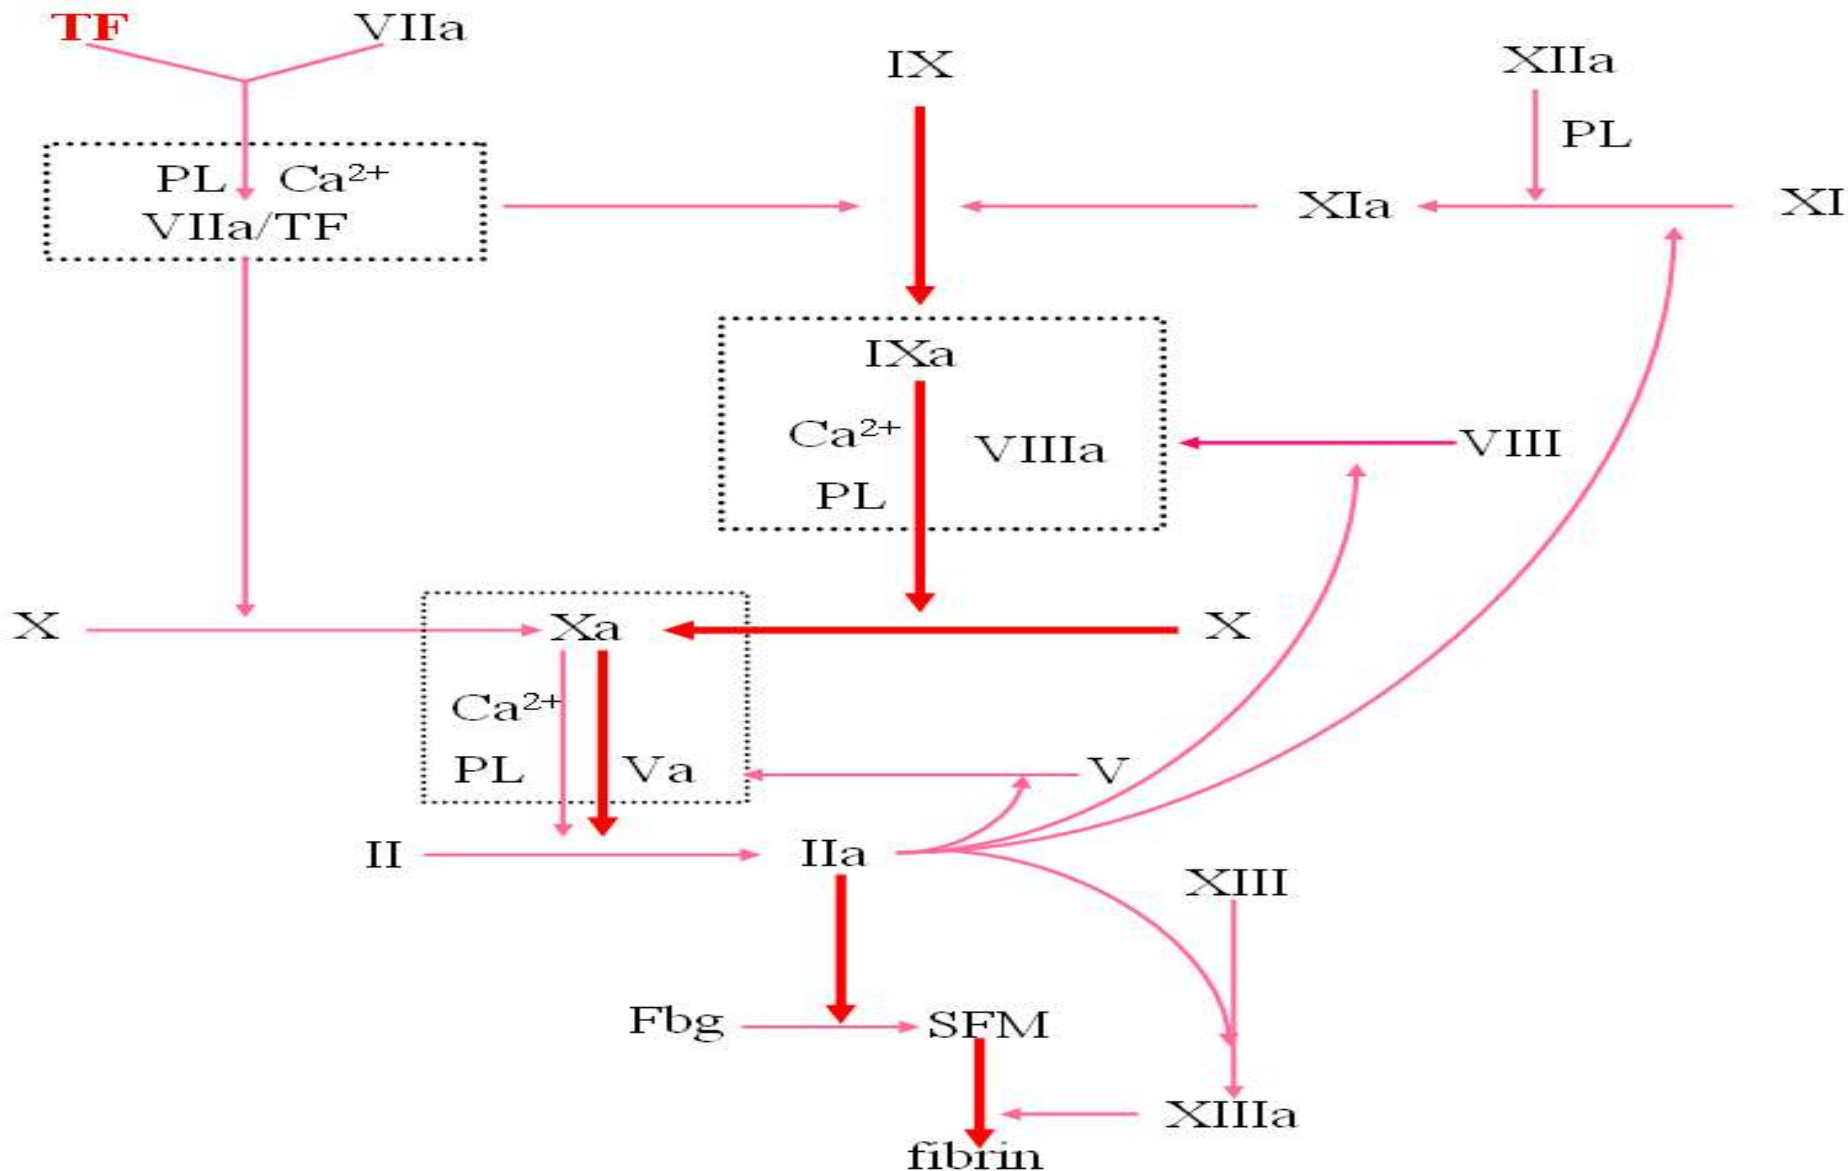 TF
VIIa
IX
XIIa
PL
PL Ca²⁺
VIIa/TF
XIa
XI
IXa
Ca²⁺
VIIIa
PL
VIII
X
Xa
X
Ca²⁺
PL
Va
V
II
IIa
XIII
Fbg
SFM
XIIIa
fibrin